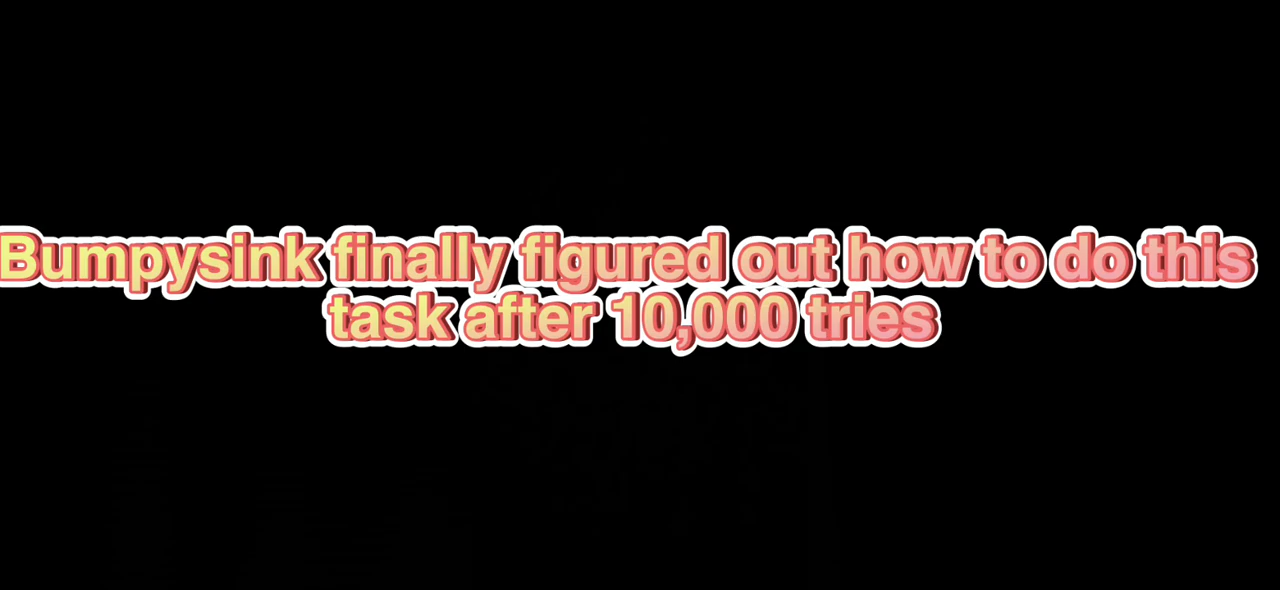 Bumpysink finally figured out how to do this
task after 10,000 tries